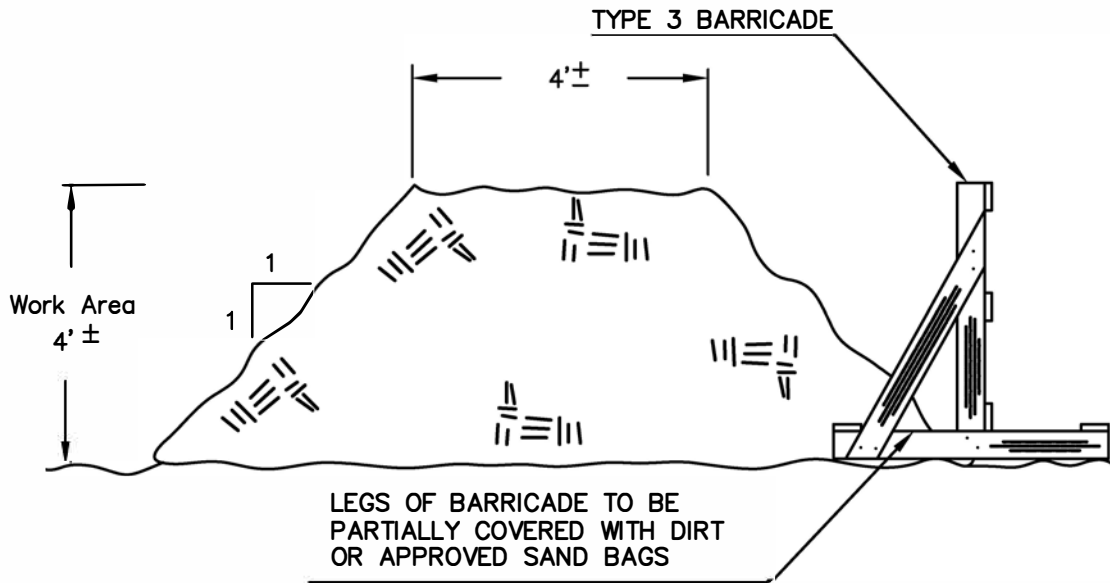 TYPE 3 BARRICADE
4'±
1
1
Work Area
4' ±
LEGS OF BARRICADE TO BE
PARTIALLY COVERED WITH DIRT
OR APPROVED SAND BAGS